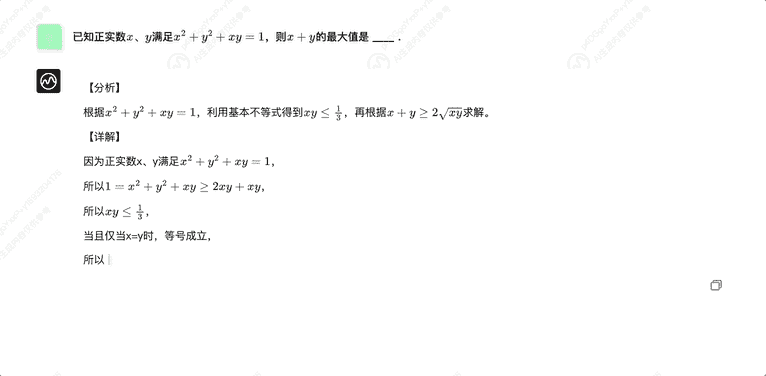 已知正实数x、y满足x² + y² + xy = 1，则x + y的最大值是 ____ .
【分析】
根据x² + y² + xy = 1，利用基本不等式得到xy ≤ 1/3，再根据x + y ≥ 2√xy求解。
【详解】
因为正实数x、y满足x² + y² + xy = 1，
所以1 = x² + y² + xy ≥ 2xy + xy，
所以xy ≤ 1/3，
当且仅当x=y时，等号成立，
所以